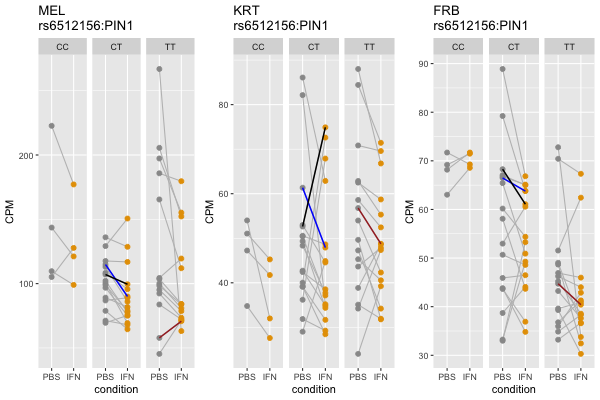 MEL
rs6512156:PIN1
CC CT TT
CPM
200
100
PBS IFN PBS IFN PBS IFN
condition
KRT
rs6512156:PIN1
CC CT TT
CPM
80
60
40
PBS IFN PBS IFN PBS IFN
condition
FRB
rs6512156:PIN1
CC CT TT
CPM
90
80
70
60
50
40
30
PBS IFN PBS IFN PBS IFN
condition